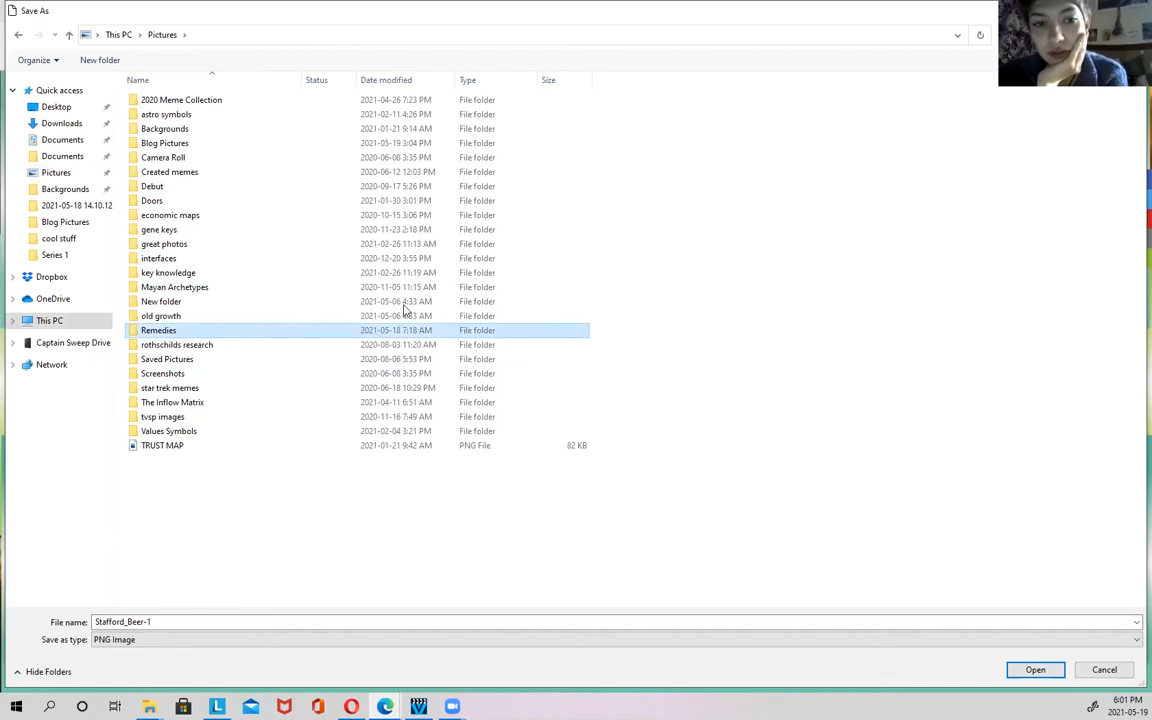 Save As
This PC
Pictures
Organize
New folder
Name
Status
Date modified
Type
Size
Quick access
Desktop
Downloads
Documents
Documents
Pictures
Backgrounds
2021-05-18 14.10.12
Blog Pictures
cool stuff
Series 1
Dropbox
OneDrive
This PC
Captain Sweep Drive
Network
2020 Meme Collection 2021-04-26 7:23 PM File folder
astro symbols 2021-02-11 4:26 PM File folder
Backgrounds 2021-01-21 9:14 AM File folder
Blog Pictures 2021-05-19 3:04 PM File folder
Camera Roll 2020-06-08 3:35 PM File folder
Created memes 2020-06-12 12:03 PM File folder
Debut 2020-09-17 5:26 PM File folder
Doors 2021-01-30 3:01 PM File folder
economic maps 2020-10-15 3:06 PM File folder
gene keys 2020-11-23 2:18 PM File folder
great photos 2021-02-26 11:13 AM File folder
interfaces 2020-12-20 3:55 PM File folder
key knowledge 2021-02-26 11:19 AM File folder
Mayan Archetypes 2020-11-05 11:15 AM File folder
New folder 2021-05-06 4:33 AM File folder
old growth 2021-05-06 AM File folder
Remedies 2021-05-18 7:18 AM File folder
rothschilds research 2020-08-03 11:20 AM File folder
Saved Pictures 2020-08-06 5:53 PM File folder
Screenshots 2020-06-08 3:35 PM File folder
star trek memes 2020-06-18 10:29 PM File folder
The Inflow Matrix 2021-04-11 6:51 AM File folder
tvsp images 2020-11-16 7:49 AM File folder
Values Symbols 2021-02-04 3:21 PM File folder
TRUST MAP 2021-01-21 9:42 AM PNG File 82 KB
File name: Stafford_Beer-1
Save as type: PNG Image
Hide Folders
Open
Cancel
6:01 PM
2021-05-19